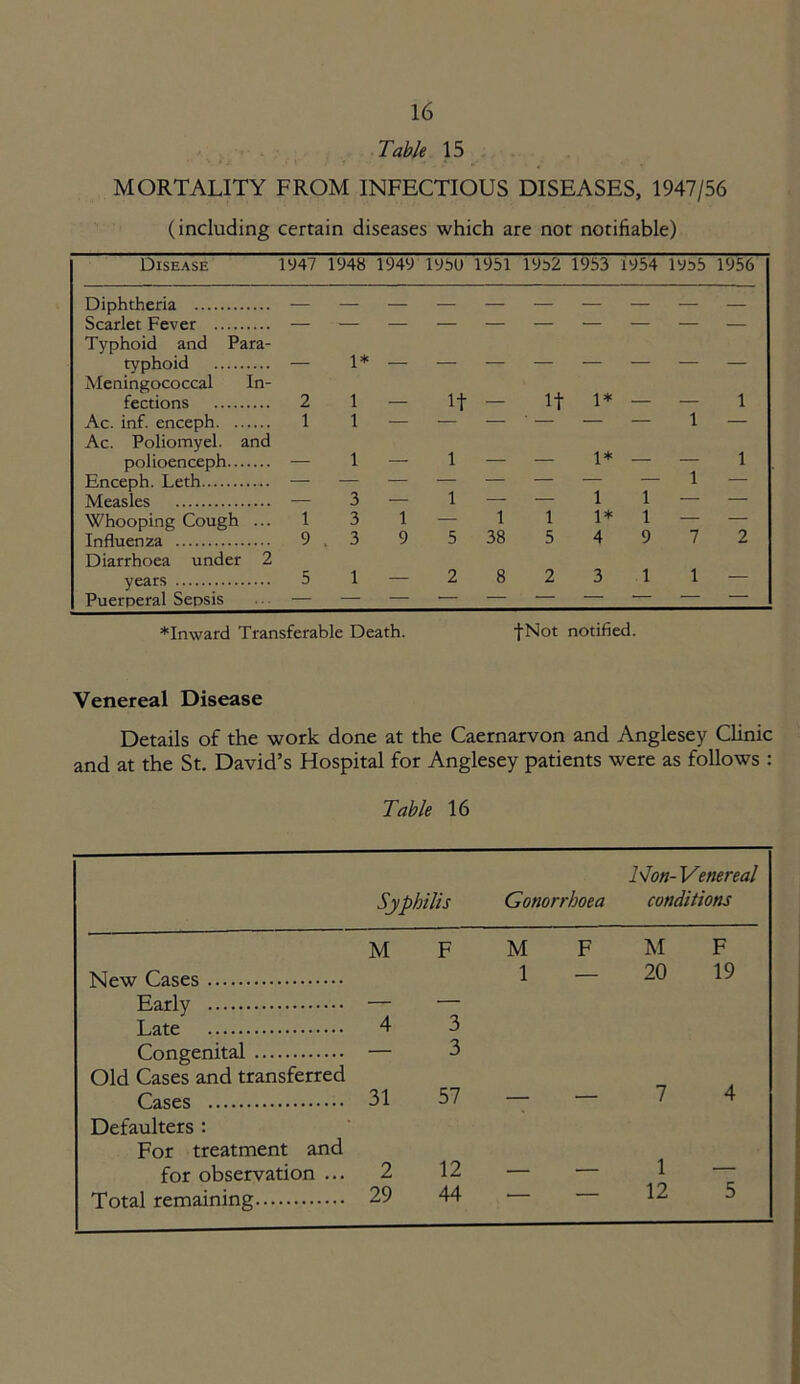 16
Table 15
MORTALITY FROM INFECTIOUS DISEASES, 1947/56
(including certain diseases which are not notifiable)
Disease 1947 1948 1949 1950 1951 1952 1953 1954 1955 1956
Diphtheria ............ — — — — — — — — — —
Scarlet Fever .......... — — — — — — — — — —
Typhoid and Para-
typhoid .......... — 1* — — — — — — — —
Meningococcal In-
fections .......... 2 1 — 1† — 1† 1* — — 1
Ac. inf. enceph. ....... 1 1 — — — — — — 1 —
Ac. Poliomyel. and
polioenceph....... — 1 — 1 — — 1* — — 1
Enceph. Leth........... — — — — — — — — 1 —
Measles ............... — 3 — 1 — — 1 1 — —
Whooping Cough ... 1 3 1 — 1 1 1* 1 — —
Influenza ............... 9 3 9 5 38 5 4 9 7 2
Diarrhoea under 2
years ............... 5 1 — 2 8 2 3 1 1 —
Puerperal Sepsis ... — — — — — — — — — —
*Inward Transferable Death. †Not notified.
Venereal Disease
Details of the work done at the Caernarvon and Anglesey Clinic
and at the St. David's Hospital for Anglesey patients were as follows :
Table 16
Non-Venereal
Syphilis Gonorrhoea conditions
M F M F M F
New Cases .................. 1 — 20 19
Early .................. — —
Late .................. 4 3
Congenital ............ — 3
Old Cases and transferred
Cases .................. 31 57 — — 7 4
Defaulters :
For treatment and
for observation ... 2 12 — — 1 —
Total remaining............ 29 44 — — 12 5